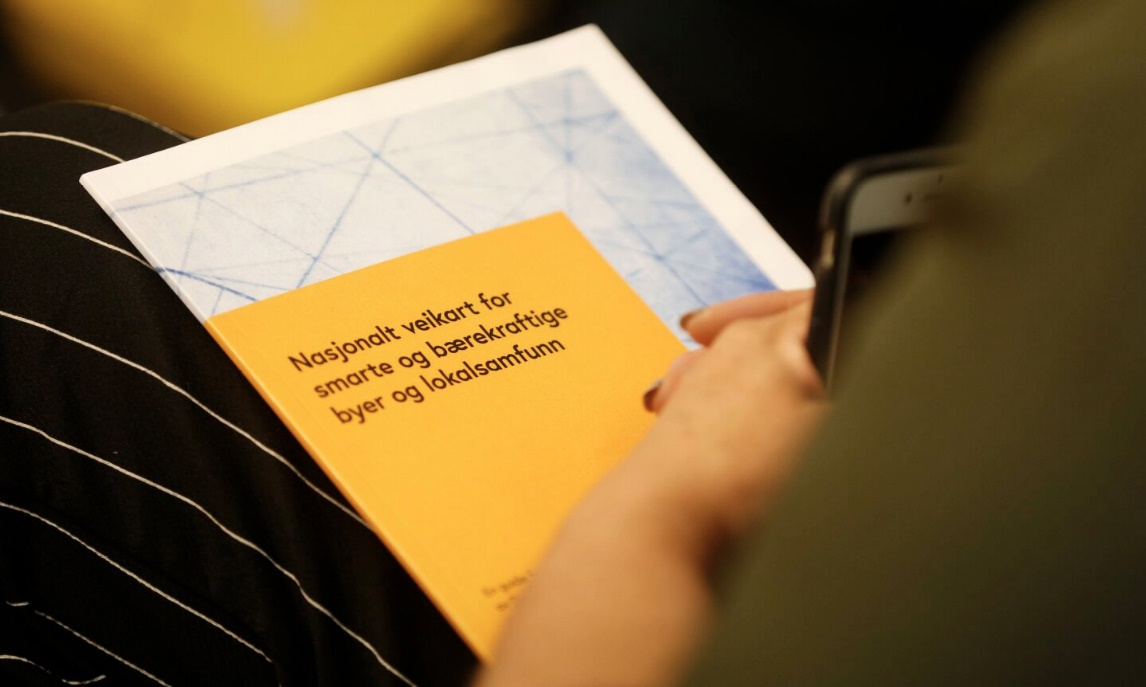 Nasjonalt veikart for
smarte og bærekraftige
byer og lokalsamfunn